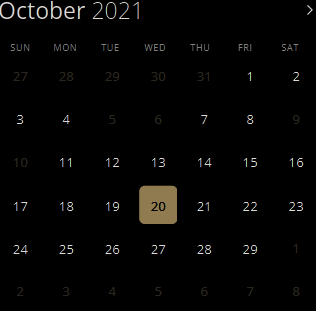 October 2021
SUN MON TUE WED THU FRI SAT
27 28 29 30 31 1 2
3 4 5 6 7 8 9
10 11 12 13 14 15 16
17 18 19 20 21 22 23
24 25 26 27 28 29 1
2 3 4 5 6 7 8